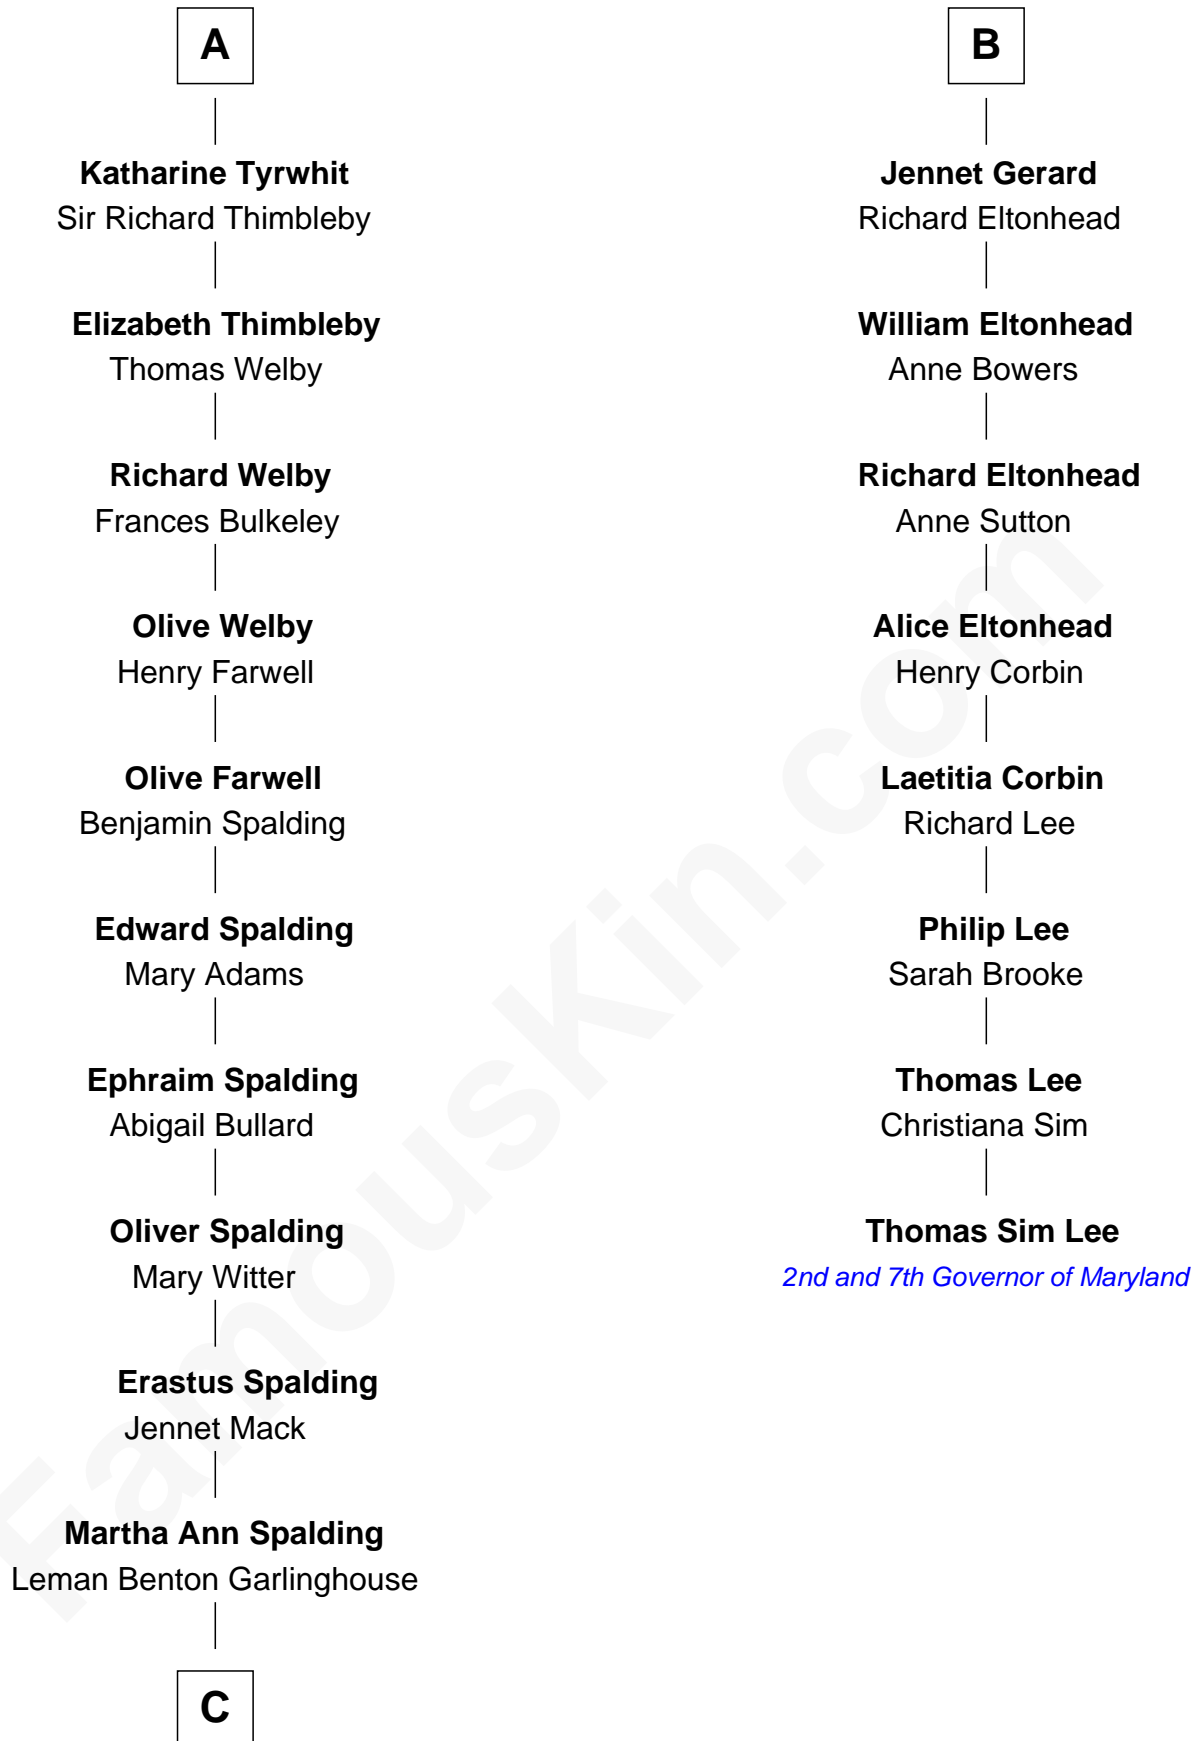 A
Katharine Tyrwhit
Sir Richard Thimbleby
Elizabeth Thimbleby
Thomas Welby
Richard Welby
Frances Bulkeley
Olive Welby
Henry Farwell
Olive Farwell
Benjamin Spalding
Edward Spalding
Mary Adams
Ephraim Spalding
Abigail Bullard
Oliver Spalding
Mary Witter
Erastus Spalding
Jennet Mack
Martha Ann Spalding
Leman Benton Garlinghouse
C
B
Jennet Gerard
Richard Eltonhead
William Eltonhead
Anne Bowers
Richard Eltonhead
Anne Sutton
Alice Eltonhead
Henry Corbin
Laetitia Corbin
Richard Lee
Philip Lee
Sarah Brooke
Thomas Lee
Christiana Sim
Thomas Sim Lee
2nd and 7th Governor of Maryland
FamousKin.com